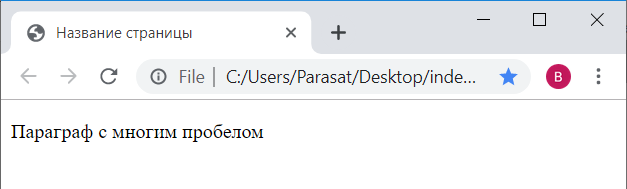 Название страницы
File
C:/Users/Parasat/Desktop/inde...
B
Параграф с многим пробелом